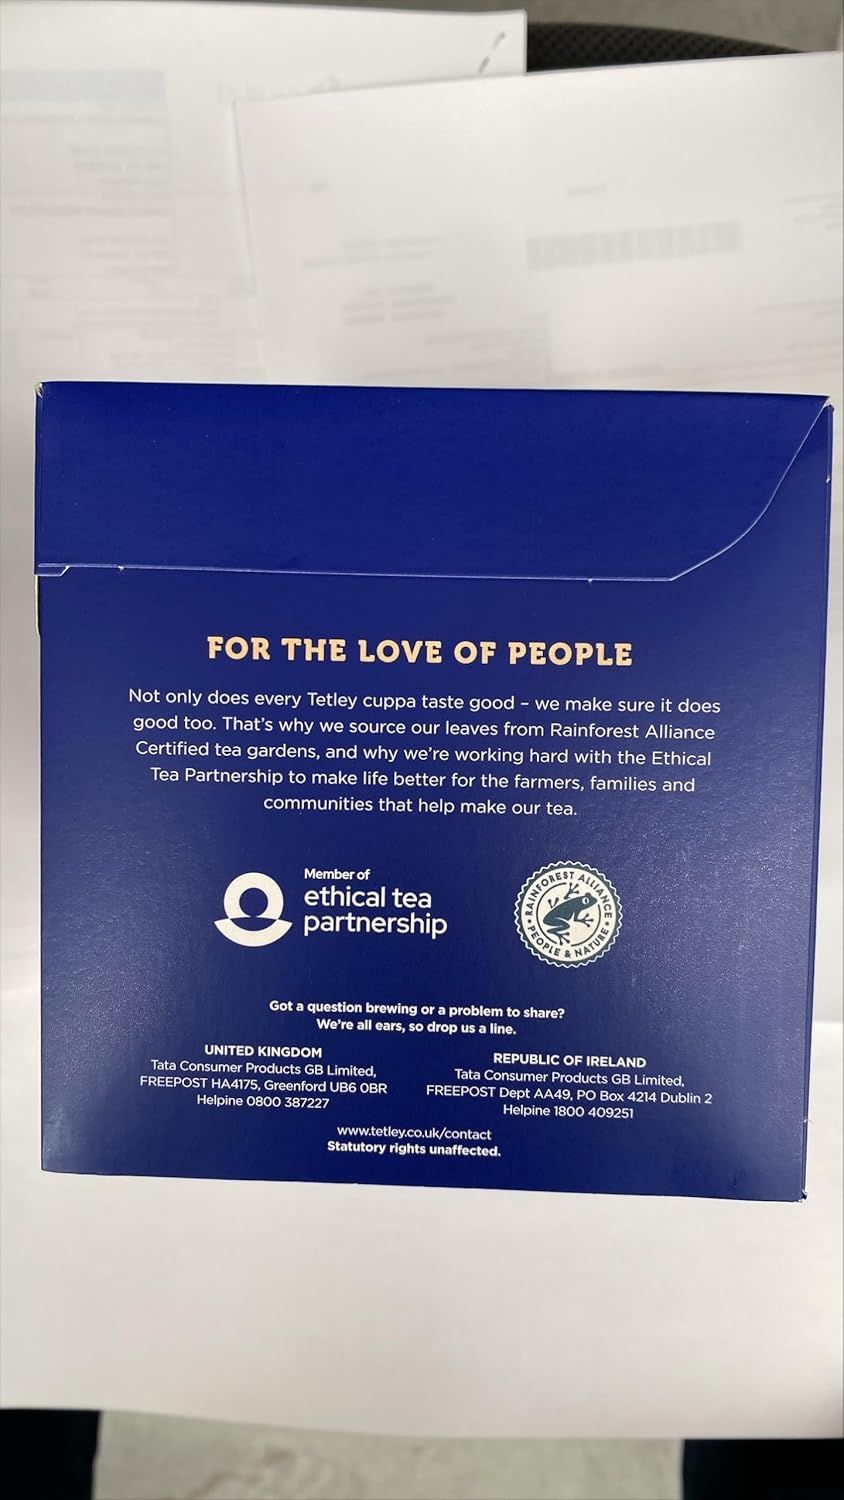 FOR THE LOVE OF PEOPLE
Not only does every Tetley cuppa taste good – we make sure it does
good too. That's why we source our leaves from Rainforest Alliance
Certified tea gardens, and why we're working hard with the Ethical
Tea Partnership to make life better for the farmers, families and
communities that help make our tea.
Member of
ethical tea
partnership
RAINFOREST ALLIANCE
PEOPLE & NATURE
Got a question brewing or a problem to share?
We're all ears, so drop us a line.
UNITED KINGDOM
Tata Consumer Products GB Limited,
FREEPOST HA4175, Greenford UB6 0BR
Helpine 0800 387227
REPUBLIC OF IRELAND
Tata Consumer Products GB Limited,
FREEPOST Dept AA49, PO Box 4214 Dublin 2
Helpine 1800 409251
www.tetley.co.uk/contact
Statutory rights unaffected.